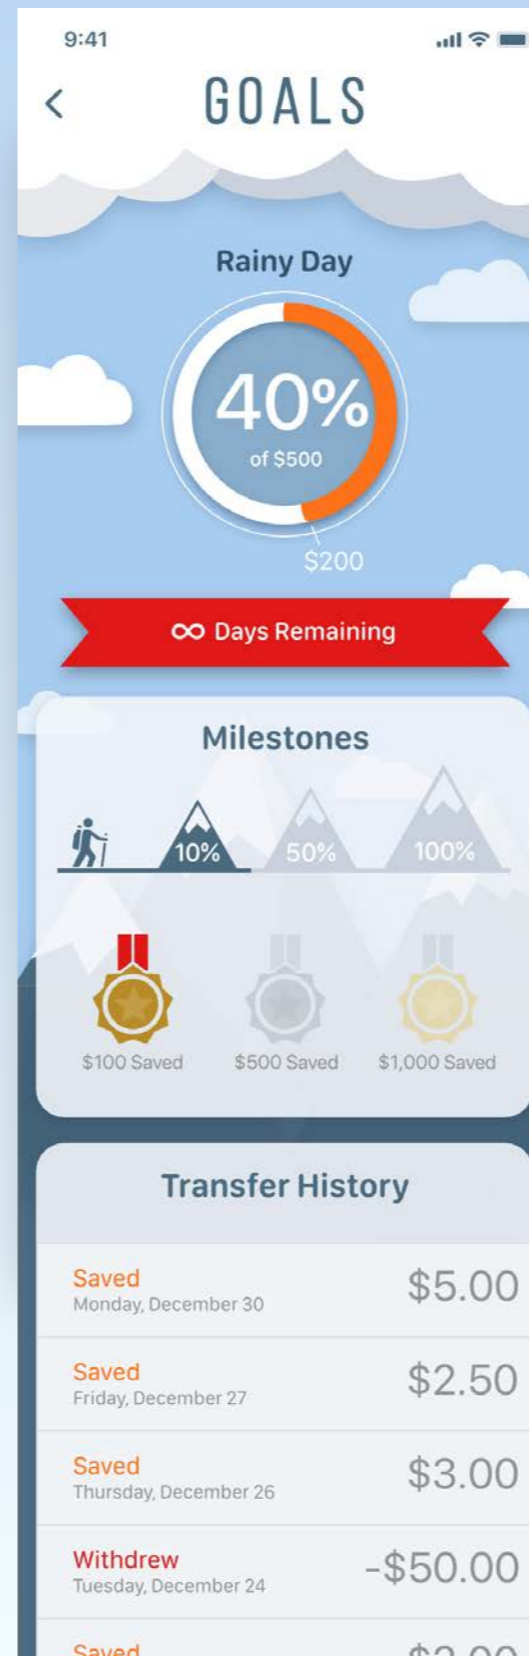 9:41
GOALS
Rainy Day
40%
of $500
$200
∞ Days Remaining
Milestones
10% 50% 100%
$100 Saved $500 Saved $1,000 Saved
Transfer History
Saved $5.00
Monday, December 30
Saved $2.50
Friday, December 27
Saved $3.00
Thursday, December 26
Withdrew -$50.00
Tuesday, December 24
Saved